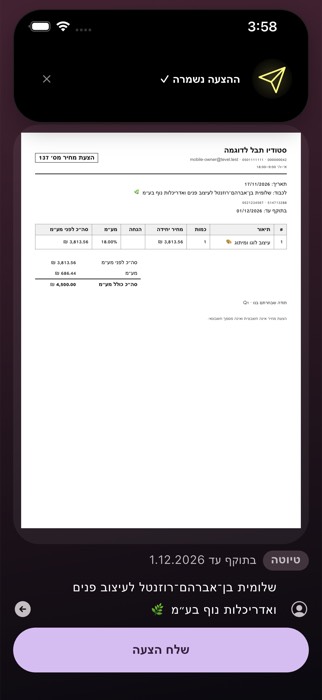 3:58
ההצעה נשמרה ✓
סטודיו תבל לדוגמה
mobile-owner@tevel.test
הצעת מחיר מס׳ 137
תאריך: 17/11/2026
לכבוד: שלומית בן־אברהם־רוזנטל לעיצוב פנים ואדריכלות נוף בע״מ 🌿
בתוקף עד: 01/12/2026
# תיאור כמות מחיר יחידה הנחה מע״מ סה״כ לפני מע״מ
1 עיצוב לוגו ומיתוג 1 3,813.56 ₪ 18.00% 3,813.56 ₪
סה״כ לפני מע״מ 3,813.56 ₪
מע״מ 686.44 ₪
סה״כ כולל מע״מ 4,500.00 ₪
טיוטה בתוקף עד 1.12.2026
שלומית בן־אברהם־רוזנטל לעיצוב פנים
ואדריכלות נוף בע״מ 🌿
שלח הצעה